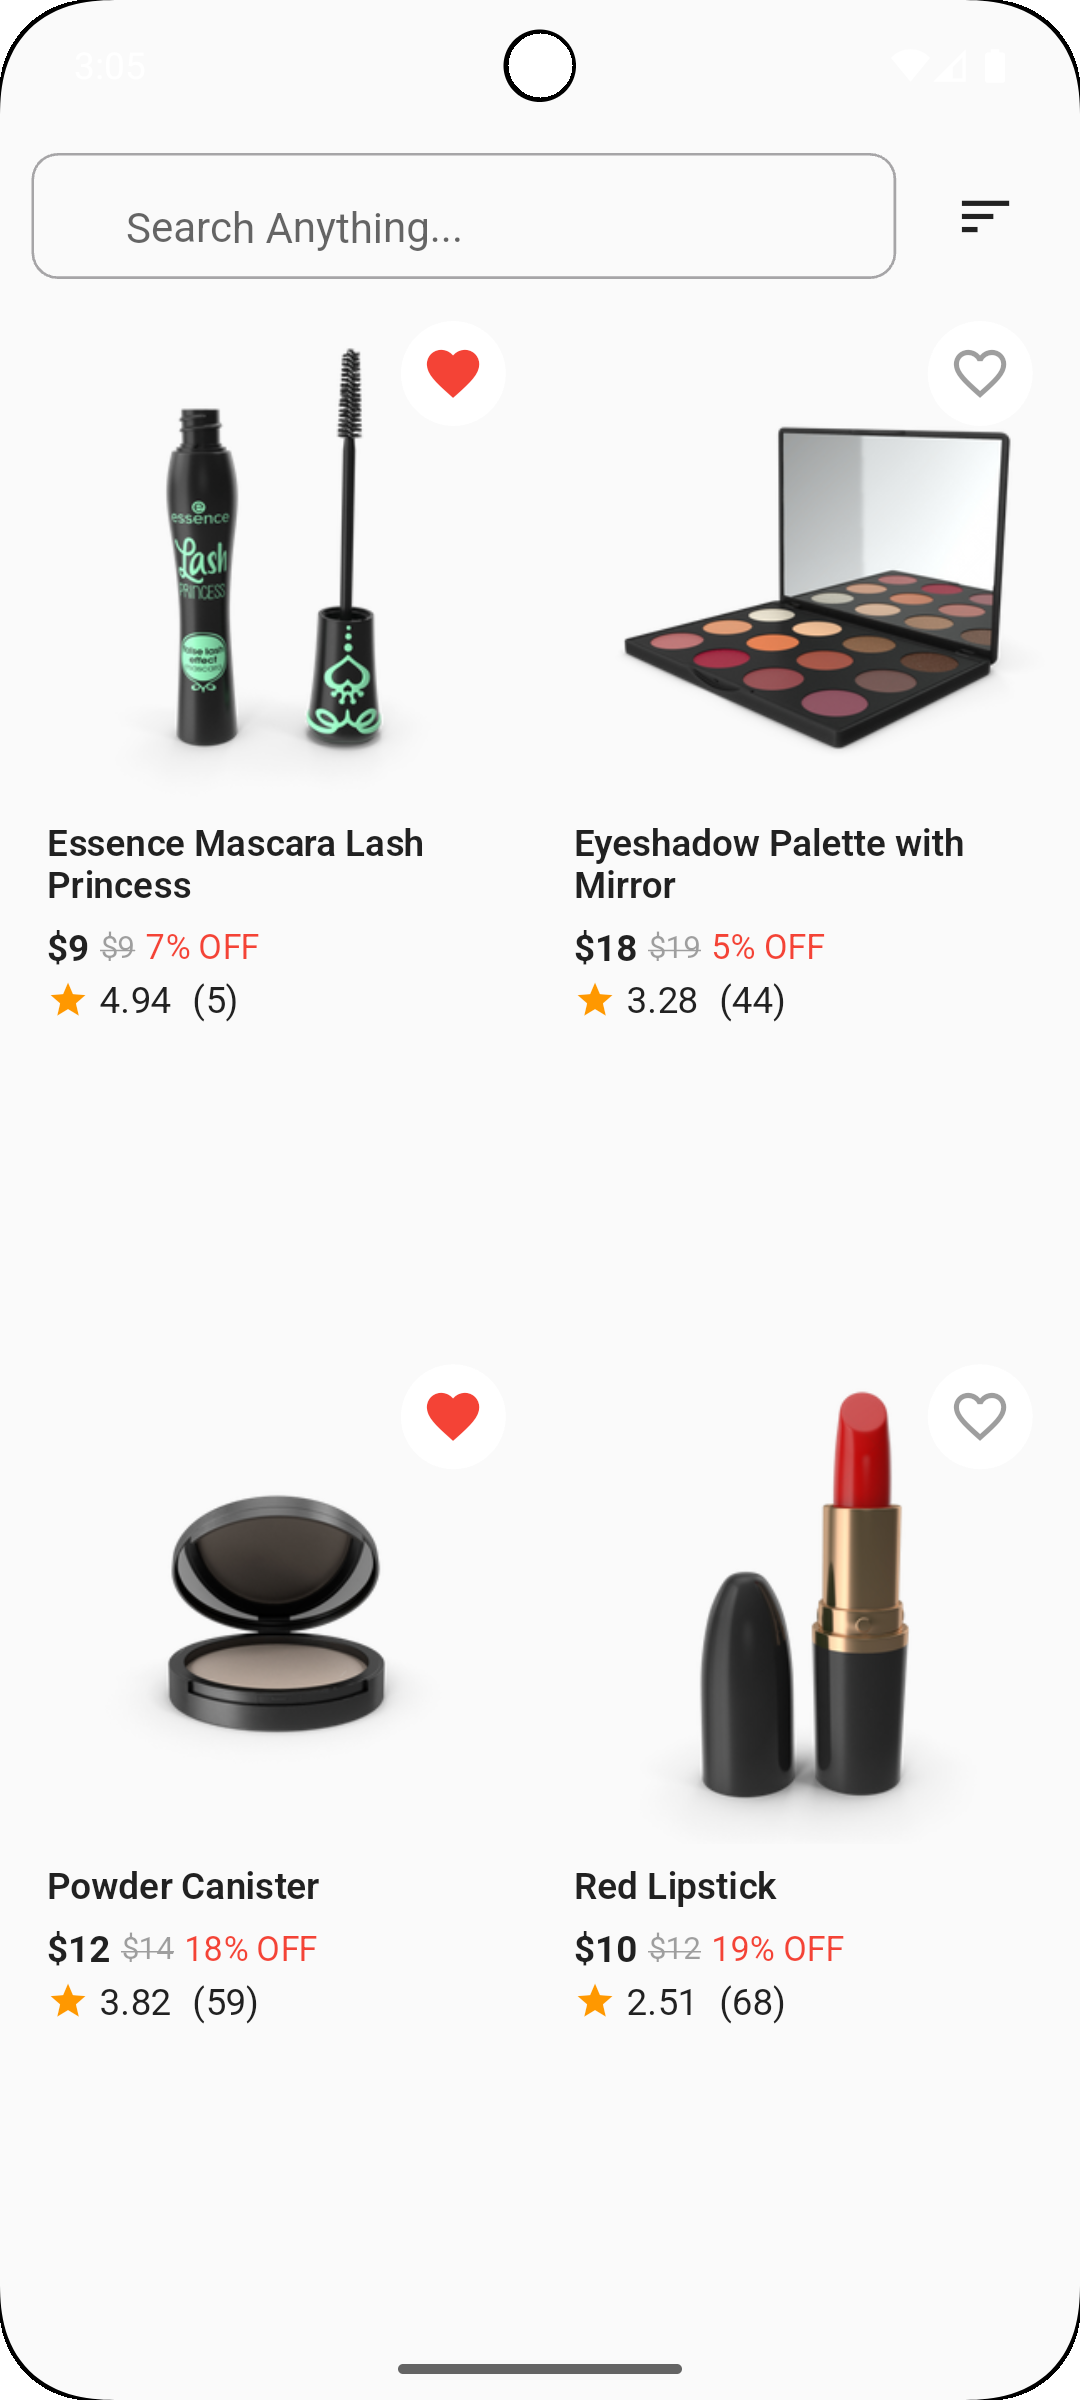 3:05
Search Anything...
essence
Lash
PRINCESS
false lash
effect
mascara
Essence Mascara Lash
Princess
$9 $9 7% OFF
4.94 (5)
Eyeshadow Palette with
Mirror
$18 $19 5% OFF
3.28 (44)
Powder Canister
$12 $14 18% OFF
3.82 (59)
Red Lipstick
$10 $12 19% OFF
2.51 (68)